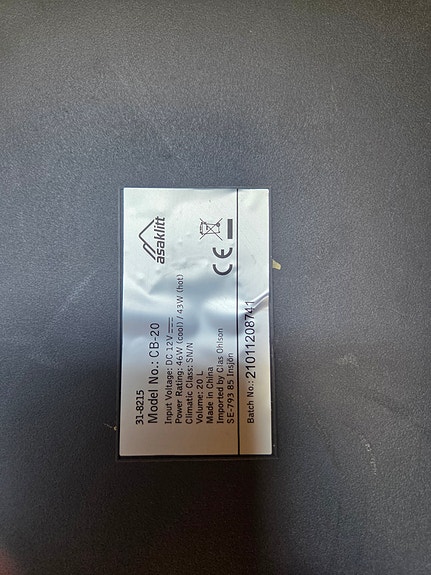 asaklitt
31-8215
Model No.: CB-20
Input Voltage: DC 12V
Power Rating: 46W (cool) / 43W (hot)
Climatic Class: SN/N
Volume: 20 L
Made in China
Imported by Clas Ohlson
SE-793 85 Insjön
CE
Batch No.: 21011208741